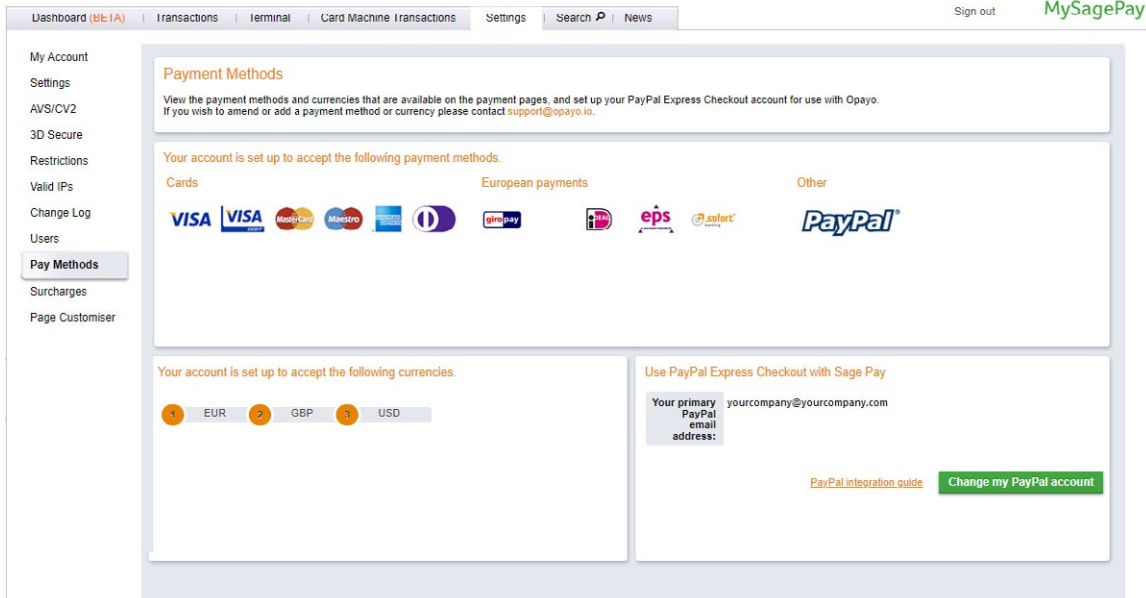 Dashboard (BETA) | Transactions | Terminal | Card Machine Transactions Settings | Search | News
Sign out
MySagePay
My Account
Settings
AVS/CV2
3D Secure
Restrictions
Valid IPs
Change Log
Users
Pay Methods
Surcharges
Page Customiser
Payment Methods
View the payment methods and currencies that are available on the payment pages, and set up your PayPal Express Checkout account for use with Opayo.
If you wish to amend or add a payment method or currency please contact support@opayo.io.
Your account is set up to accept the following payment methods.
Cards
European payments
Other
VISA
VISA
DEBIT
MasterCard
Maestro
giropay
iDEAL
eps
sofort
banking
PayPal
Your account is set up to accept the following currencies.
1 EUR 2 GBP 3 USD
Use PayPal Express Checkout with Sage Pay
Your primary PayPal email address:
yourcompany@yourcompany.com
PayPal integration guide
Change my PayPal account